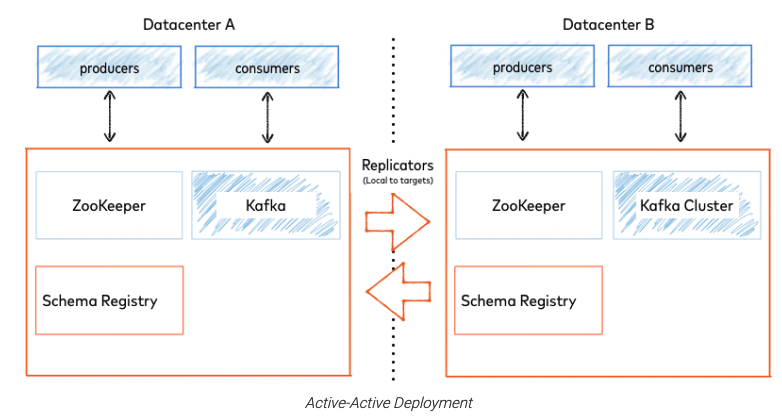 Datacenter A
Datacenter B
producers
consumers
producers
consumers
Replicators
(Local to targets)
ZooKeeper
Kafka
ZooKeeper
Kafka Cluster
Schema Registry
Schema Registry
Active-Active Deployment